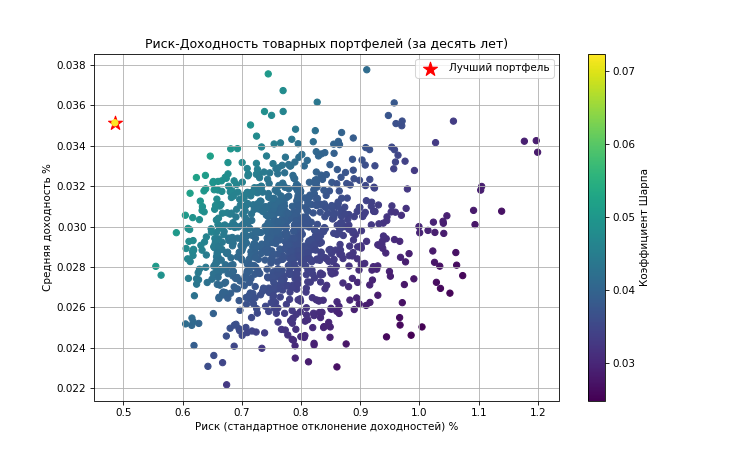 Риск-Доходность товарных портфелей (за десять лет)
Лучший портфель
Средняя доходность %
0.038
0.036
0.034
0.032
0.030
0.028
0.026
0.024
0.022
0.5 0.6 0.7 0.8 0.9 1.0 1.1 1.2
Риск (стандартное отклонение доходностей) %
0.07
0.06
0.05
0.04
0.03
Коэффициент Шарпа